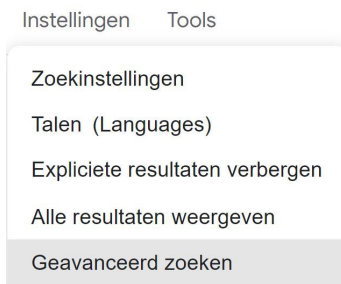 Instellingen Tools
Zoekinstellingen
Talen (Languages)
Expliciete resultaten verbergen
Alle resultaten weergeven
Geavanceerd zoeken